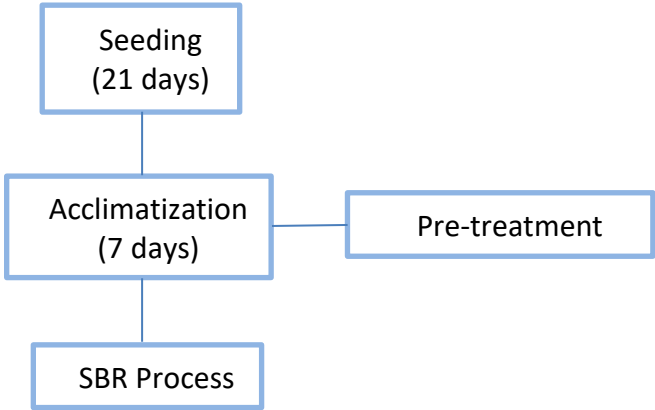 Seeding
(21 days)
Acclimatization
(7 days)
Pre-treatment
SBR Process